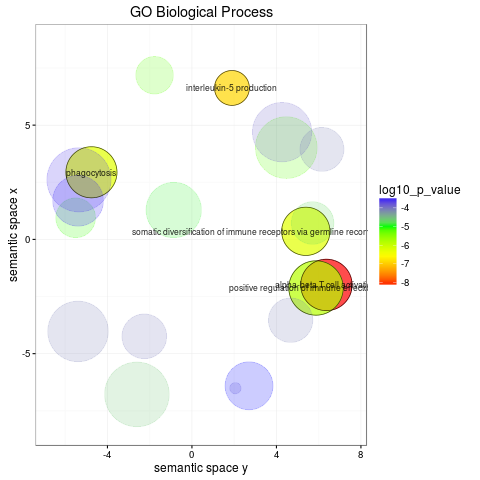 GO Biological Process
interleukin-5 production
phagocytosis
somatic diversification of immune receptors via germline recom
alpha-beta T cell activati
positive regulation of immune effecto
5
0
-5
-4
0
4
8
semantic space y
semantic space x
log10_p_value
-4
-5
-6
-7
-8